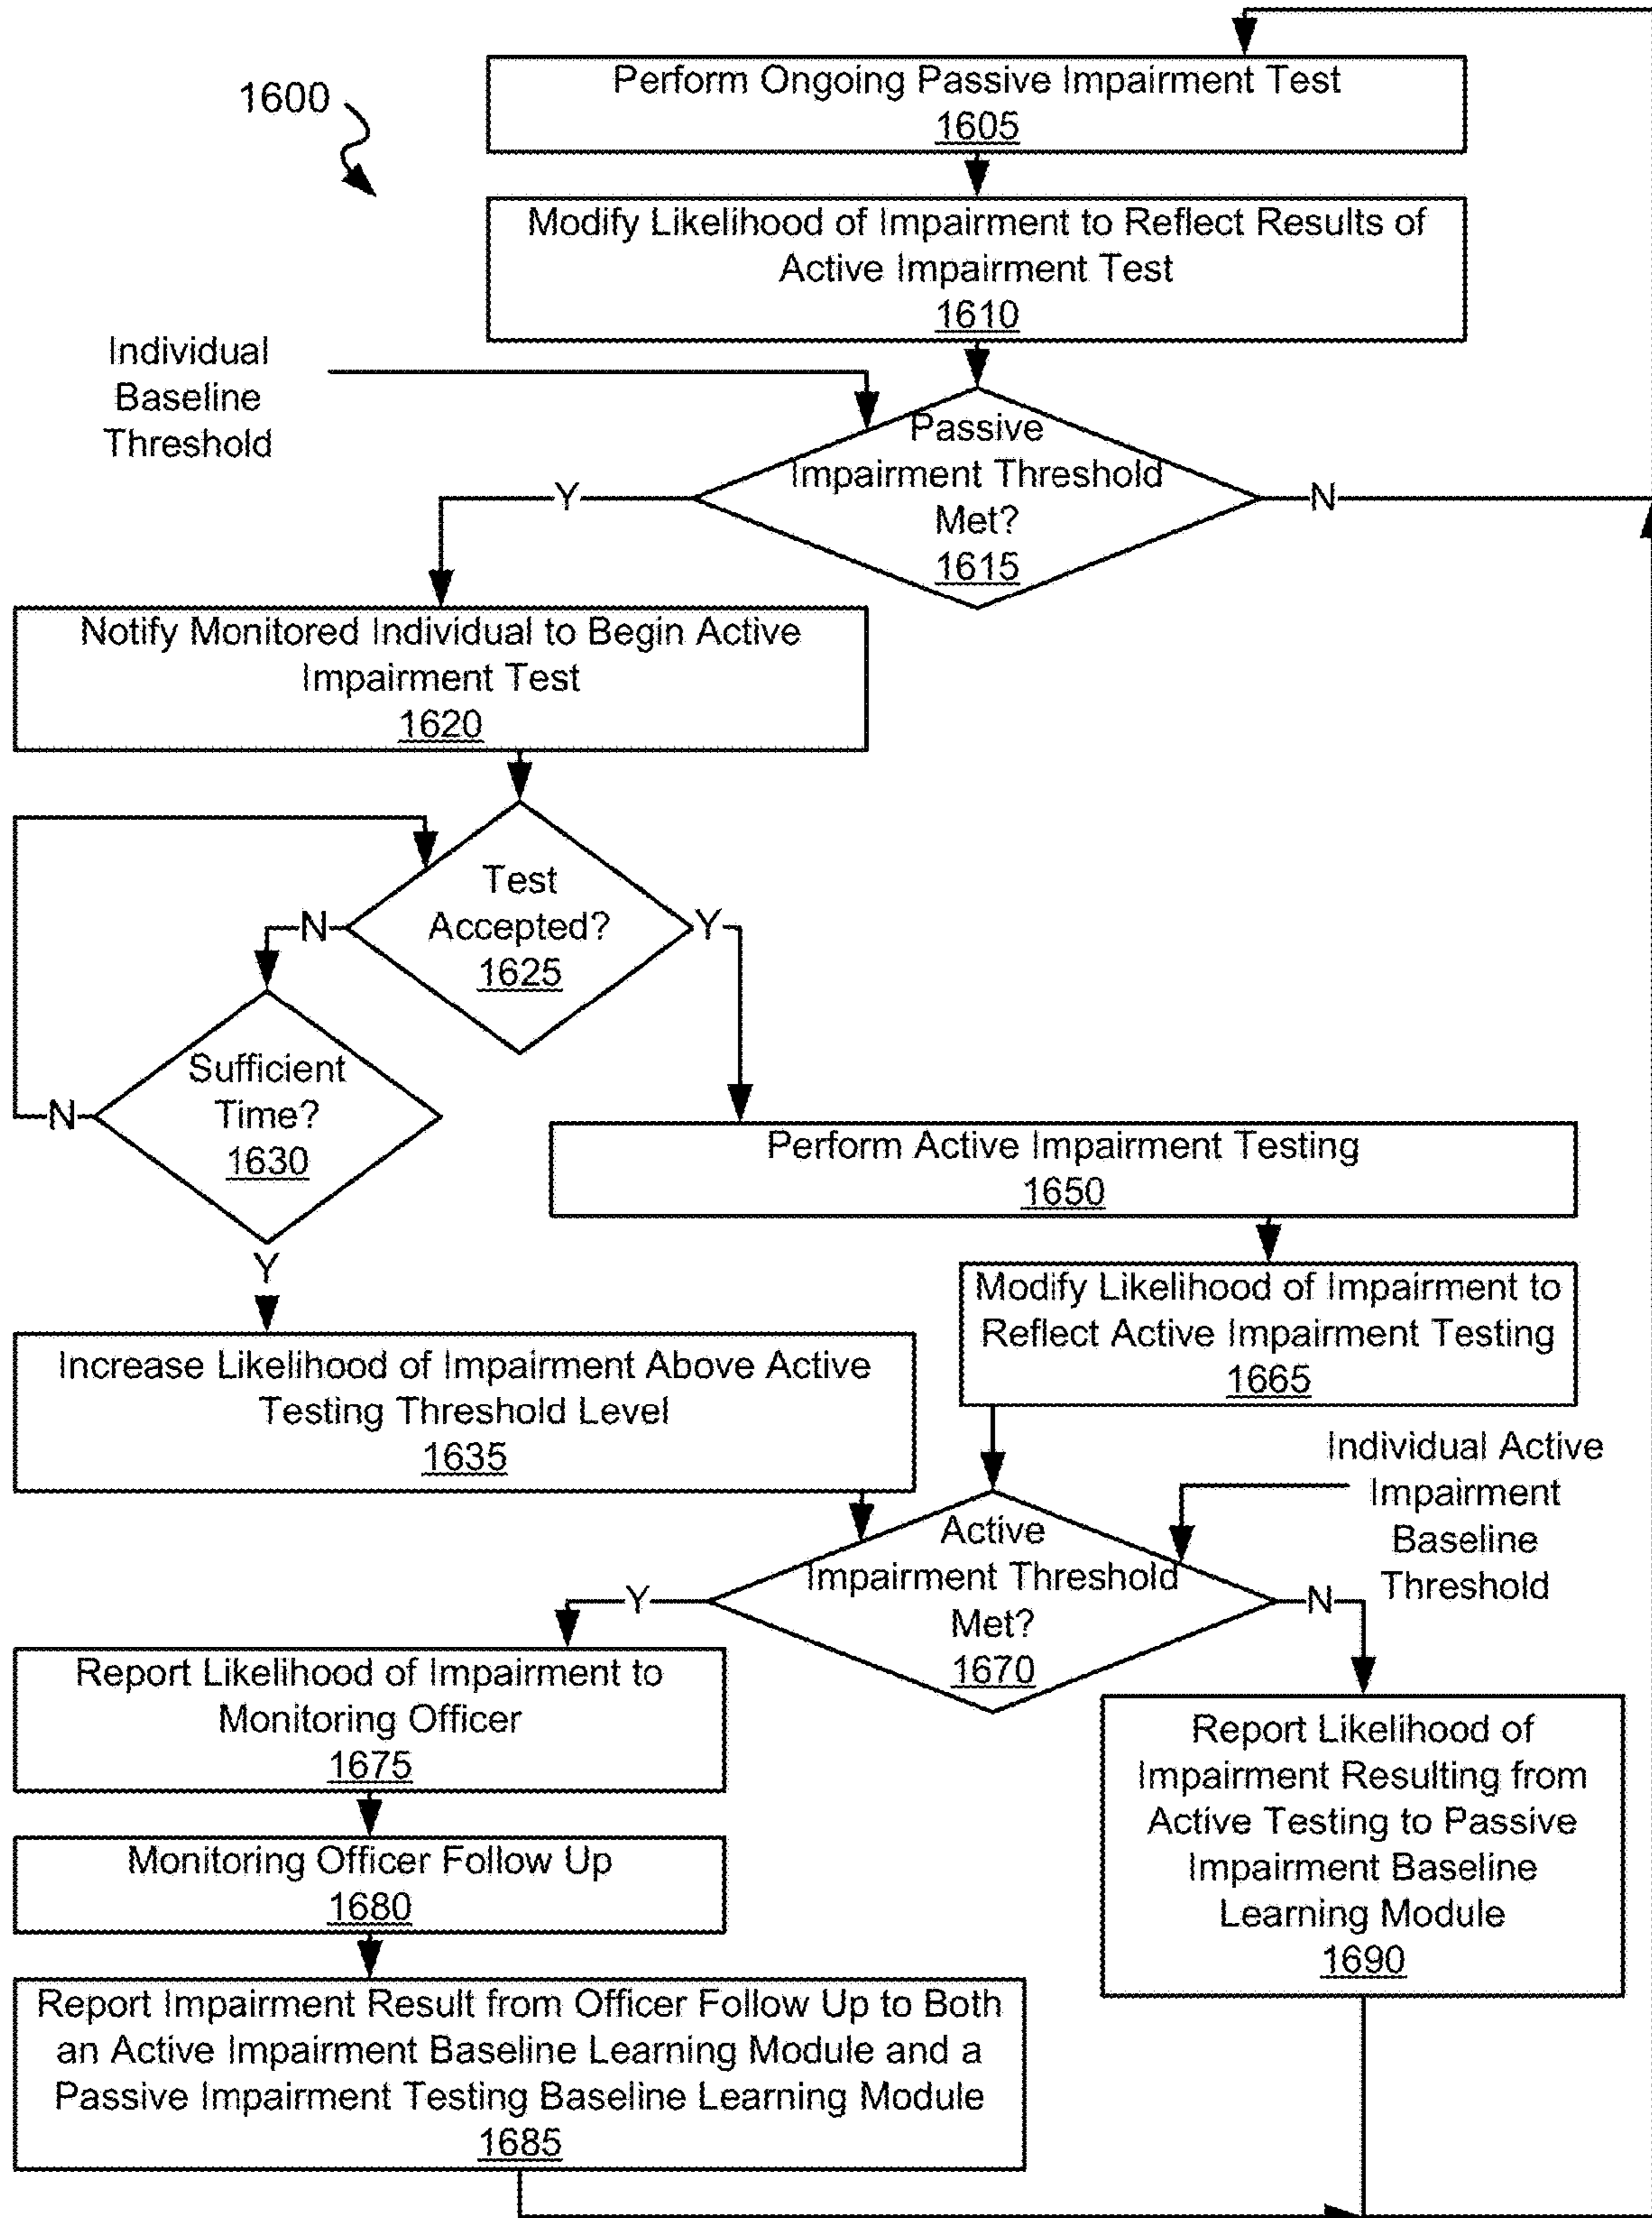 1600
Perform Ongoing Passive Impairment Test
1605
Modify Likelihood of Impairment to Reflect Results of
Active Impairment Test
1610
Individual
Baseline
Threshold
Passive
Impairment Threshold
Met?
1615
Y
N
Notify Monitored Individual to Begin Active
Impairment Test
1620
Test
Accepted?
1625
N
Y
Sufficient
Time?
1630
N
Y
Perform Active Impairment Testing
1650
Modify Likelihood of Impairment to
Reflect Active Impairment Testing
1665
Increase Likelihood of Impairment Above Active
Testing Threshold Level
1635
Individual Active
Impairment
Baseline
Threshold
Active
Impairment Threshold
Met?
1670
Y
N
Report Likelihood of Impairment to
Monitoring Officer
1675
Monitoring Officer Follow Up
1680
Report Likelihood of
Impairment Resulting from
Active Testing to Passive
Impairment Baseline
Learning Module
1690
Report Impairment Result from Officer Follow Up to Both
an Active Impairment Baseline Learning Module and a
Passive Impairment Testing Baseline Learning Module
1685